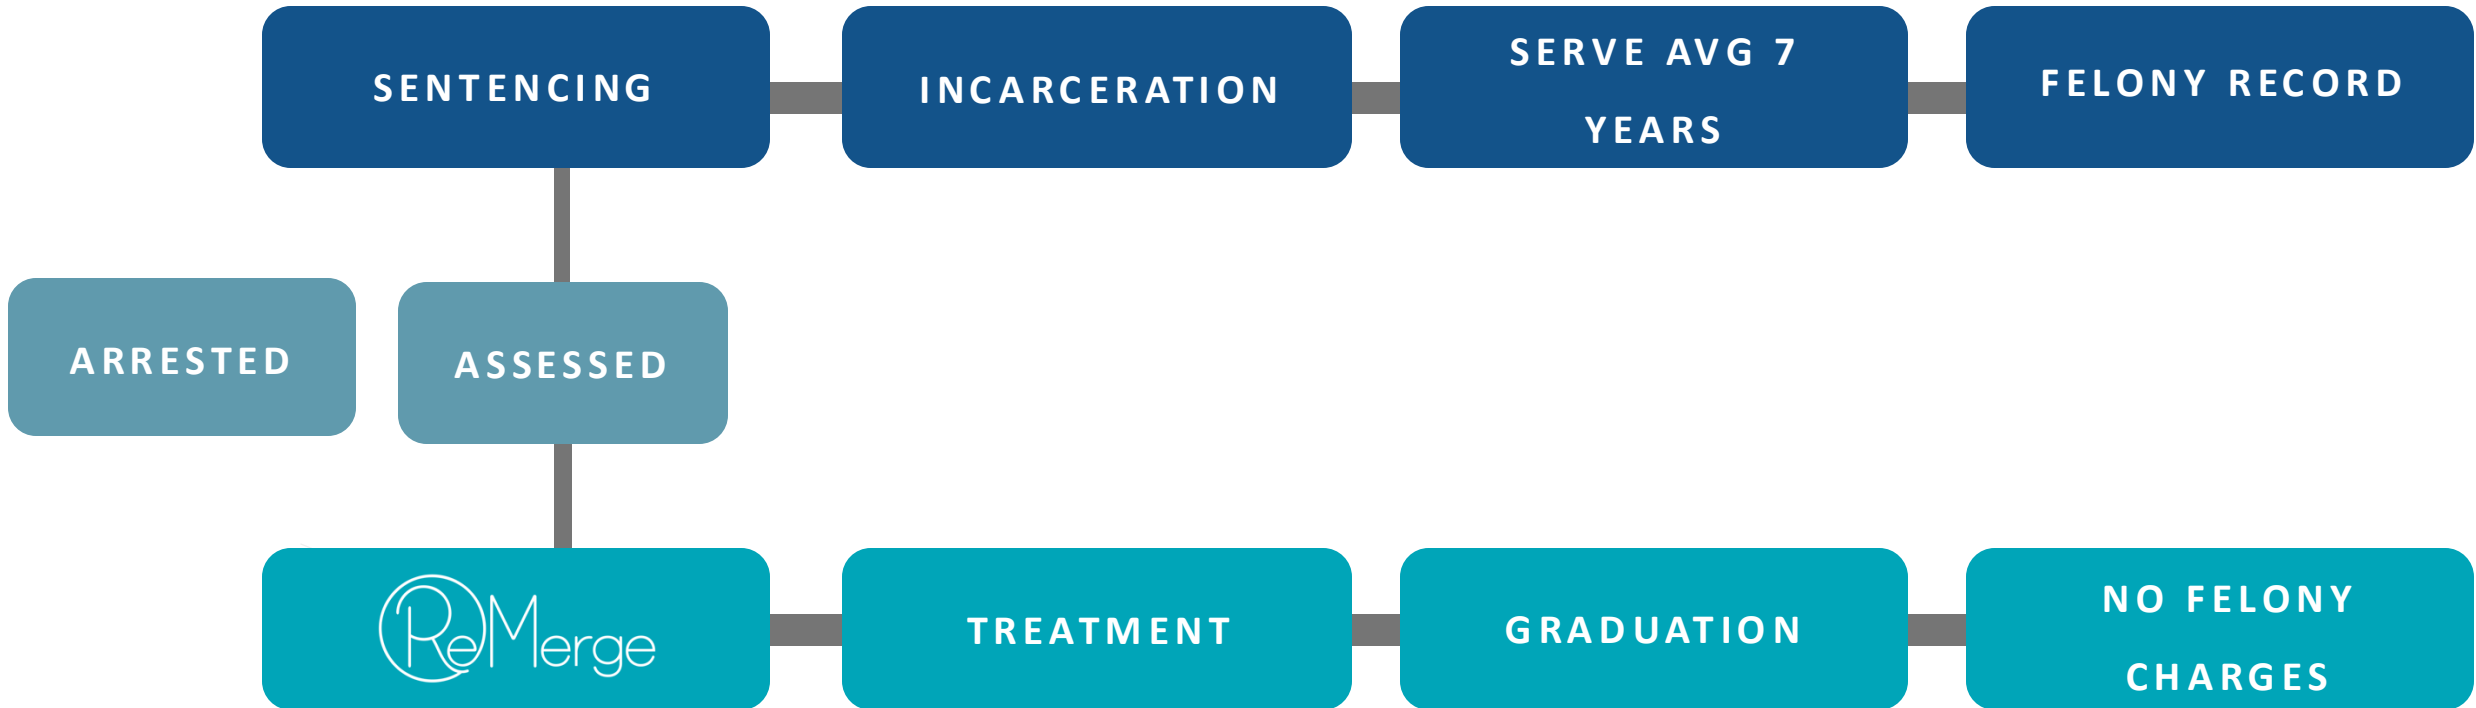 SENTENCING
INCARCERATION
SERVE AVG 7
YEARS
FELONY RECORD
ARRESTED
ASSESSED
ReMerge
TREATMENT
GRADUATION
NO FELONY
CHARGES